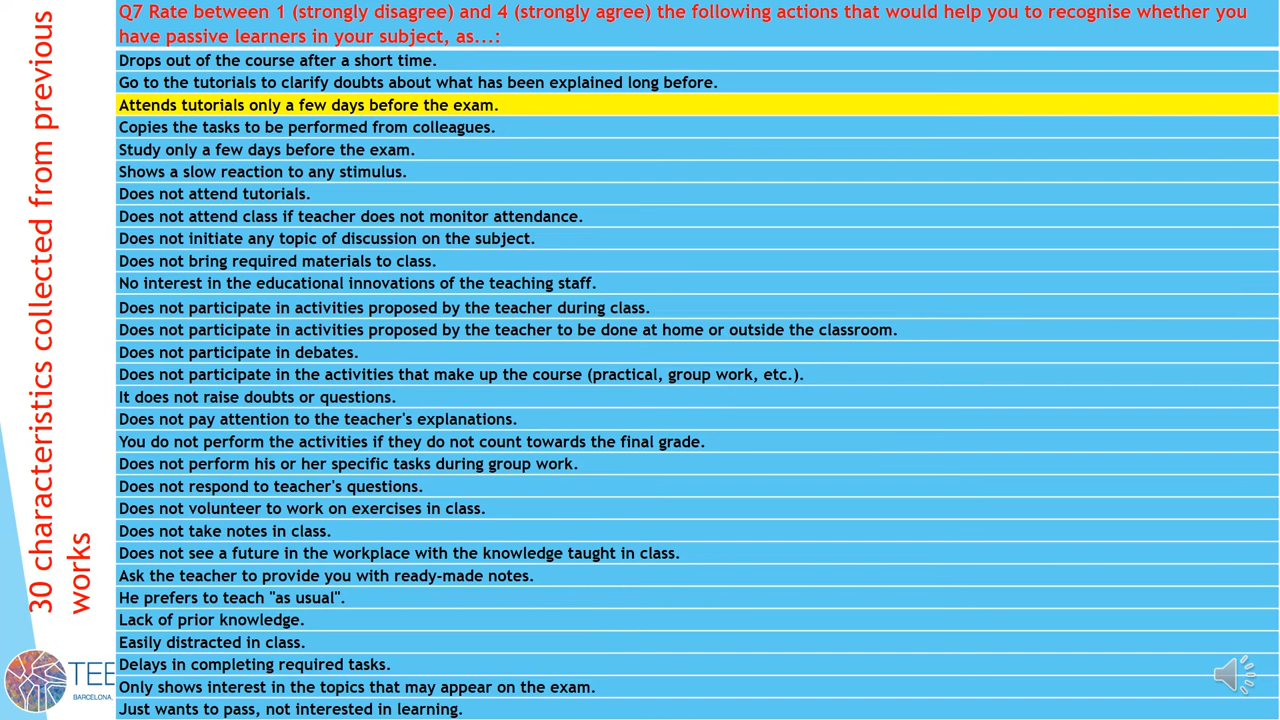 Q7 Rate between 1 (strongly disagree) and 4 (strongly agree) the following actions that would help you to recognise whether you
have passive learners in your subject, as...:
Drops out of the course after a short time.
Go to the tutorials to clarify doubts about what has been explained long before.
Attends tutorials only a few days before the exam.
Copies the tasks to be performed from colleagues.
Study only a few days before the exam.
Shows a slow reaction to any stimulus.
Does not attend tutorials.
Does not attend class if teacher does not monitor attendance.
Does not initiate any topic of discussion on the subject.
Does not bring required materials to class.
No interest in the educational innovations of the teaching staff.
Does not participate in activities proposed by the teacher during class.
Does not participate in activities proposed by the teacher to be done at home or outside the classroom.
Does not participate in debates.
Does not participate in the activities that make up the course (practical, group work, etc.).
It does not raise doubts or questions.
Does not pay attention to the teacher's explanations.
You do not perform the activities if they do not count towards the final grade.
Does not perform his or her specific tasks during group work.
Does not respond to teacher's questions.
Does not volunteer to work on exercises in class.
Does not take notes in class.
Does not see a future in the workplace with the knowledge taught in class.
Ask the teacher to provide you with ready-made notes.
He prefers to teach "as usual".
Lack of prior knowledge.
Easily distracted in class.
Delays in completing required tasks.
Only shows interest in the topics that may appear on the exam.
Just wants to pass, not interested in learning.
30 characteristics collected from previous
works
TEE
BARCELONA,